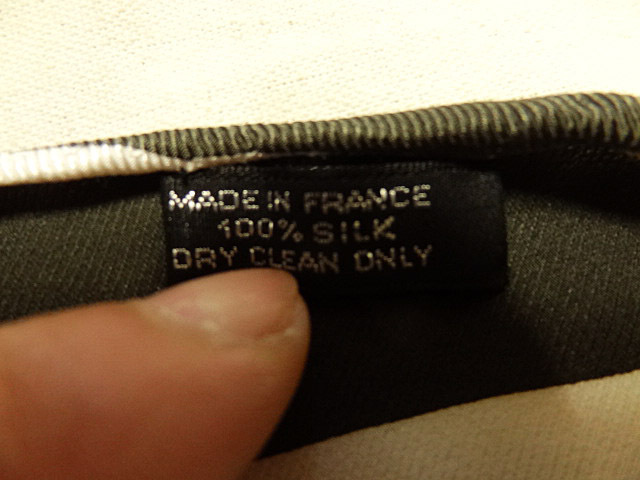 MADE IN FRANCE
100% SILK
DRY CLEAN ONLY